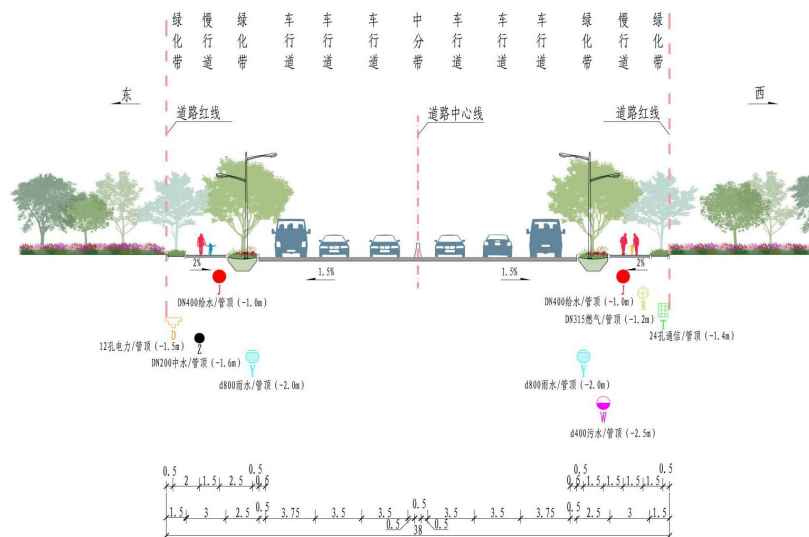 绿化带
慢行道
绿化带
车行道
车行道
车行道
中分带
车行道
车行道
车行道
绿化带
慢行道
绿化带
东
西
道路红线
道路中心线
道路红线
2%
1.5%
1.5%
2%
J
DN400给水/管顶(-1.0m)
J
DN400给水/管顶(-1.0m)
R
DN315燃气/管顶(-1.2m)
T
24孔通信/管顶(-1.4m)
D
12孔电力/管顶(-1.5m)
Z
DN200中水/管顶(-1.6m)
Y
d800雨水/管顶(-2.0m)
Y
d800雨水/管顶(-2.0m)
W
d400污水/管顶(-2.5m)
0.5 2 1.5 2.5 0.5 0.5
0.5 0.5 1.5 1.5 1.5 1.5 0.5
1.5 3 2.5 0.5 3.75 3.5 3.5 0.5 0.5 0.5 3.5 3.5 3.75 0.5 2.5 3 1.5
38